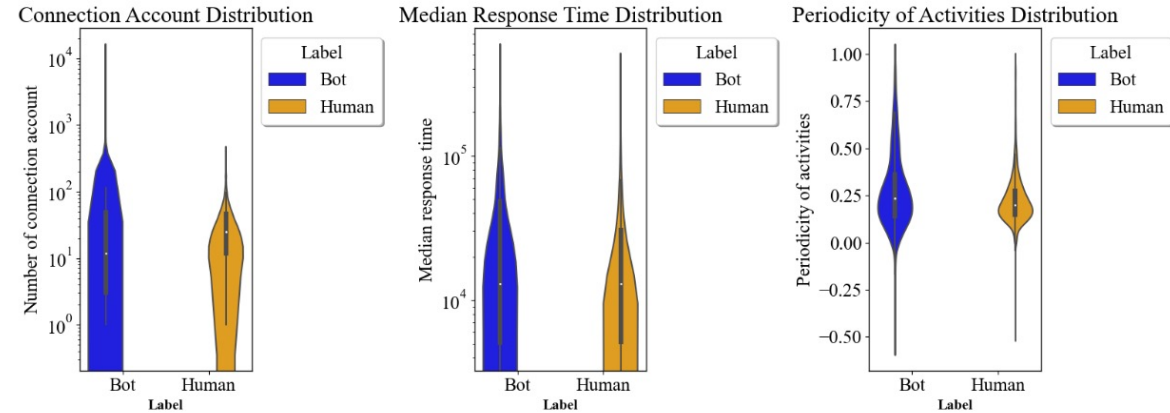 Connection Account Distribution
Number of connection account
10^4
10^3
10^2
10^1
10^0
Bot
Human
Label
Label
Bot
Human
Median Response Time Distribution
Median response time
10^5
10^4
Bot
Human
Label
Label
Bot
Human
Periodicity of Activities Distribution
Periodicity of activities
1.00
0.75
0.50
0.25
0.00
−0.25
−0.50
Bot
Human
Label
Label
Bot
Human